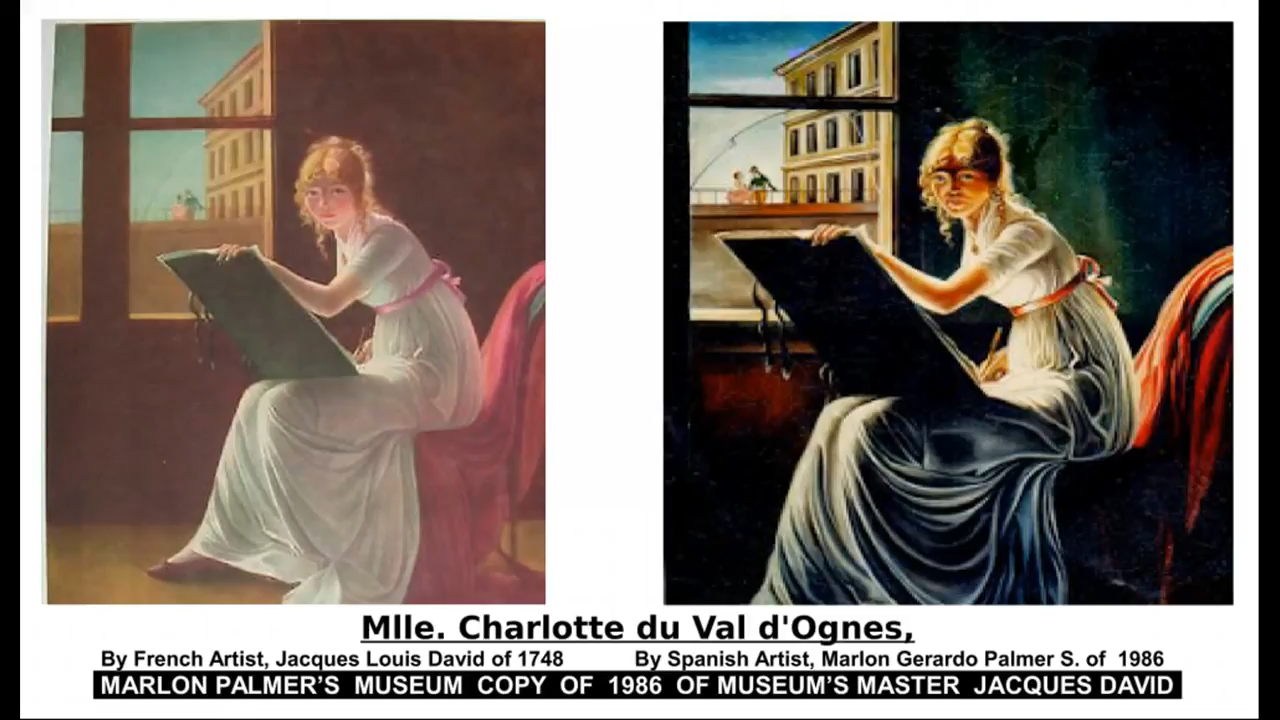 Mlle. Charlotte du Val d'Ognes,
By French Artist, Jacques Louis David of 1748
By Spanish Artist, Marlon Gerardo Palmer S. of 1986
MARLON PALMER'S MUSEUM COPY OF 1986 OF MUSEUM'S MASTER JACQUES DAVID